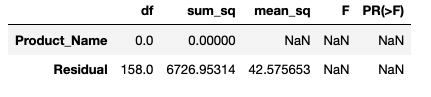 df sum_sq mean_sq F PR(>F)
Product_Name 0.0 0.00000 NaN NaN NaN
Residual 158.0 6726.95314 42.575653 NaN NaN